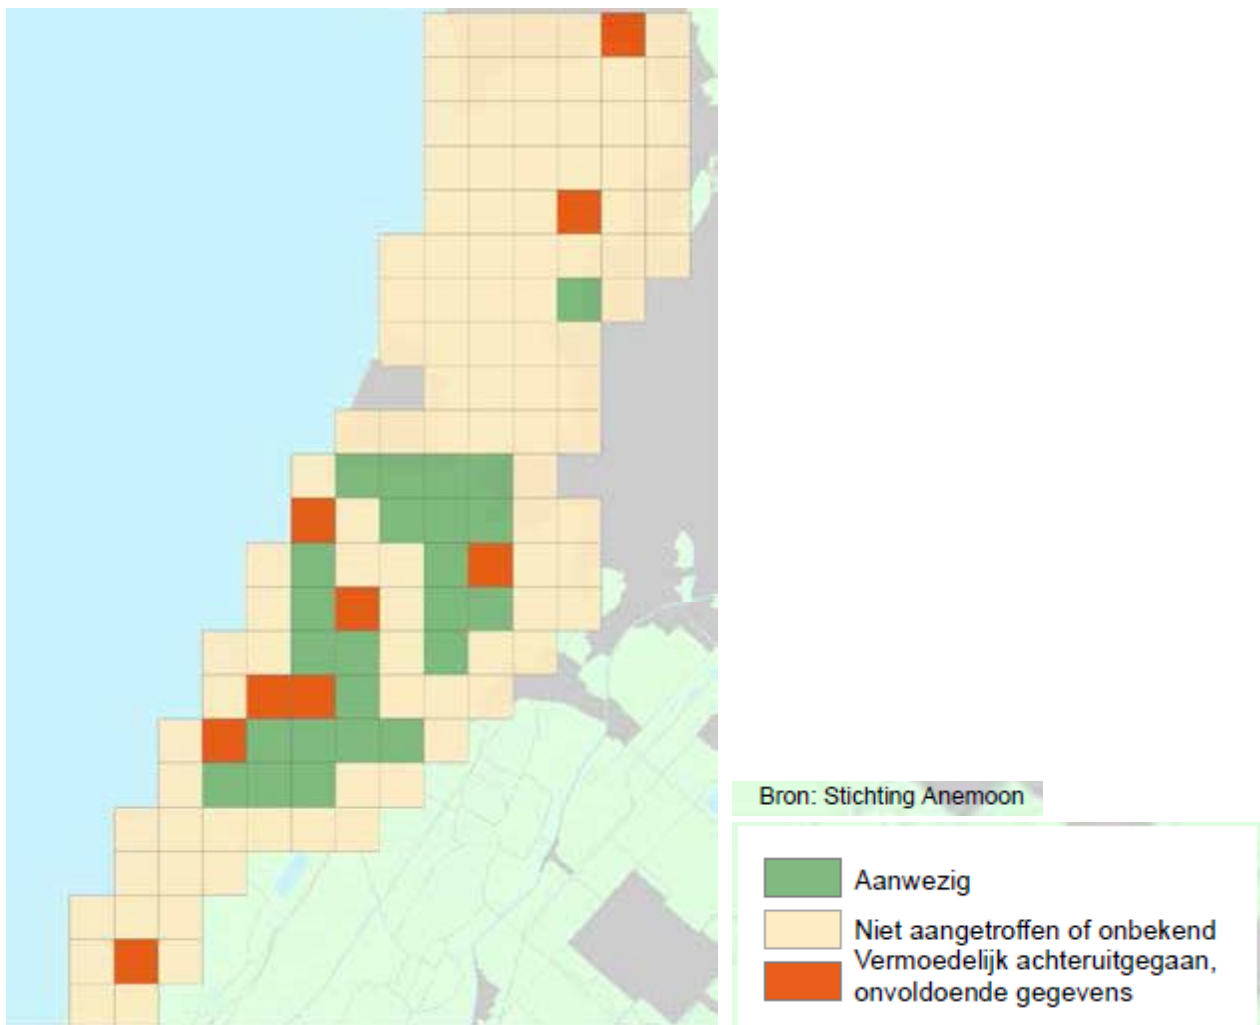 Bron: Stichting Anemoon
Aanwezig
Niet aangetroffen of onbekend
Vermoedelijk achteruitgegaan,
onvoldoende gegevens